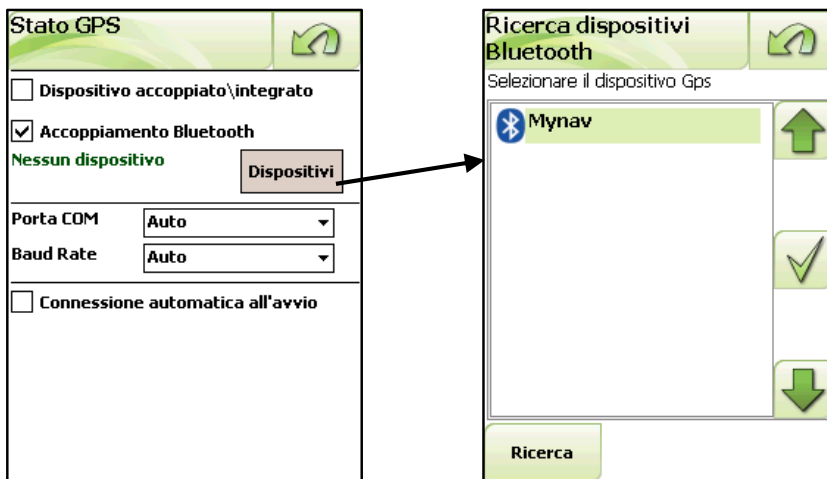 Stato GPS
Dispositivo accoppiato\integrato
Accoppiamento Bluetooth
Nessun dispositivo
Dispositivi
Porta COM
Auto
Baud Rate
Auto
Connessione automatica all'avvio
Ricerca dispositivi
Bluetooth
Selezionare il dispositivo Gps
Mynav
Ricerca